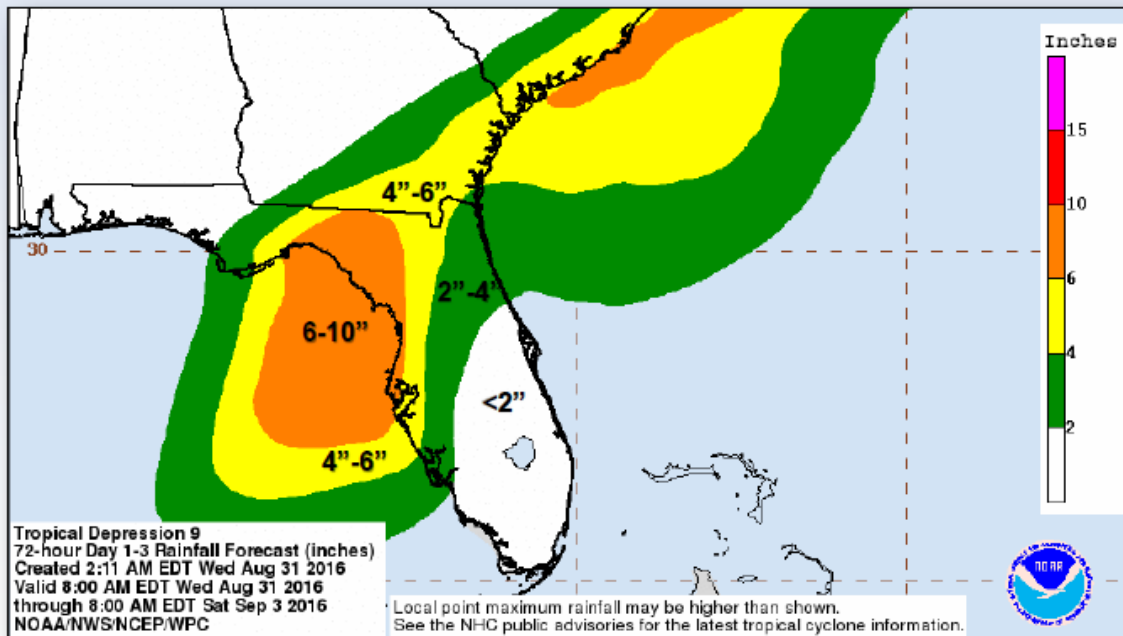 Inches
15
10
6
4
2
4”-6”
30
2”-4”
6-10”
<2”
4”-6”
Tropical Depression 9
72-hour Day 1-3 Rainfall Forecast (inches)
Created 2:11 AM EDT Wed Aug 31 2016
Valid 8:00 AM EDT Wed Aug 31 2016
through 8:00 AM EDT Sat Sep 3 2016
NOAA/NWS/NCEP/WPC
Local point maximum rainfall may be higher than shown.
See the NHC public advisories for the latest tropical cyclone information.
NOAA